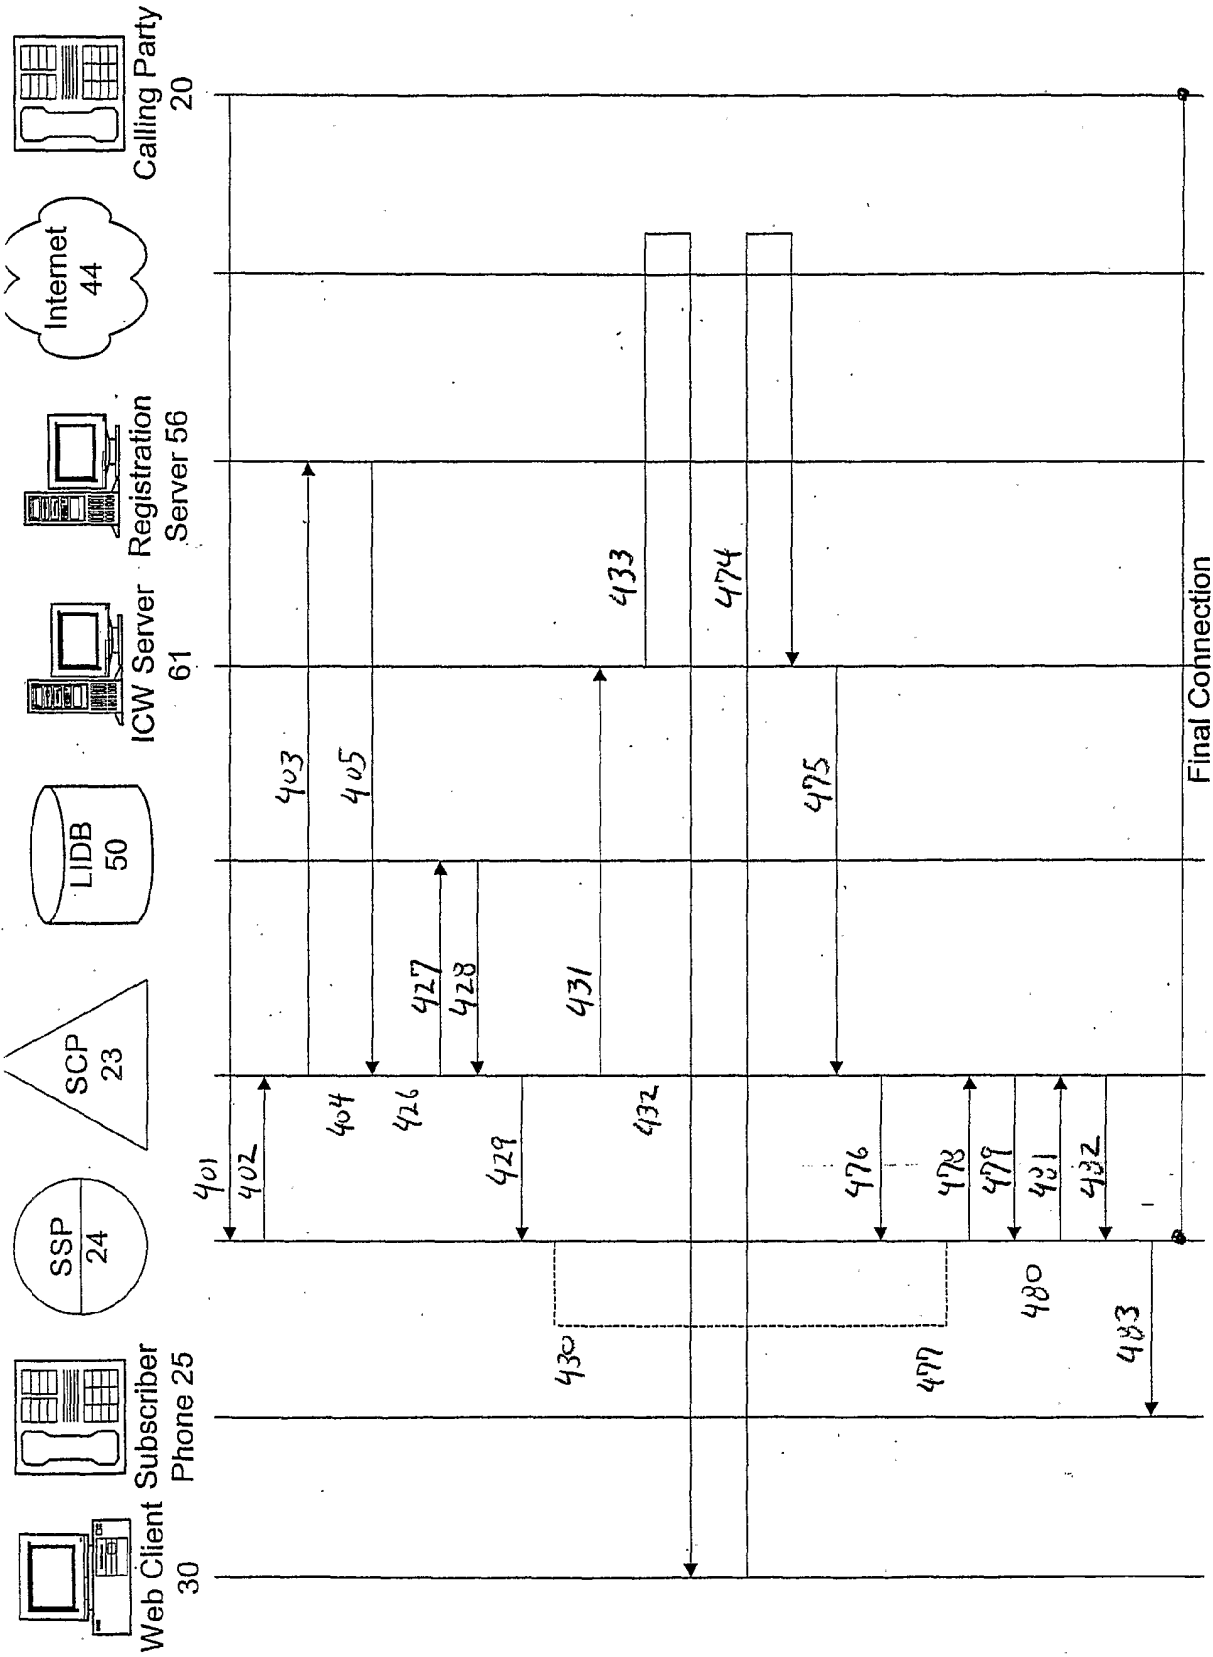 Web Client
30
Subscriber
Phone 25
SSP
24
SCP
23
LIDB
50
ICW Server
61
Registration
Server 56
Internet
44
Calling Party
20
401
402
403
404
405
426
427
428
429
430
431
432
433
474
475
476
477
478
479
480
481
482
483
Final Connection